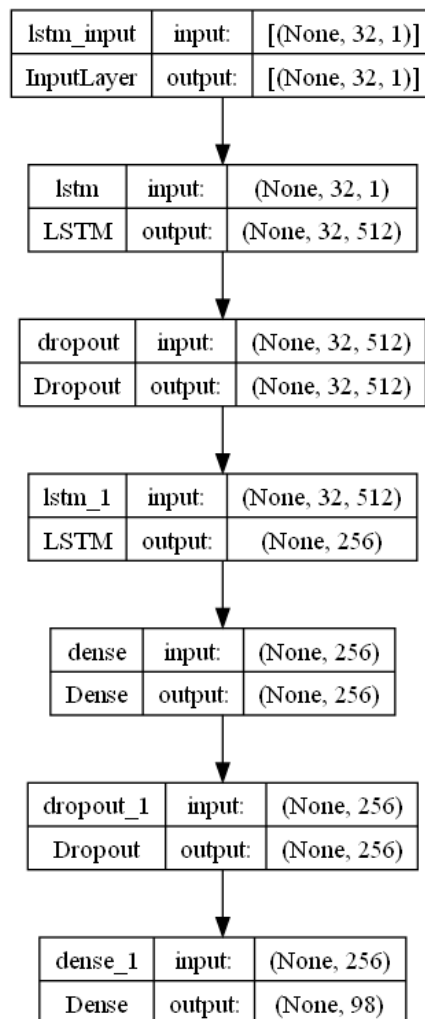 lstm_input input: [(None, 32, 1)]
InputLayer output: [(None, 32, 1)]
lstm input: (None, 32, 1)
LSTM output: (None, 32, 512)
dropout input: (None, 32, 512)
Dropout output: (None, 32, 512)
lstm_1 input: (None, 32, 512)
LSTM output: (None, 256)
dense input: (None, 256)
Dense output: (None, 256)
dropout_1 input: (None, 256)
Dropout output: (None, 256)
dense_1 input: (None, 256)
Dense output: (None, 98)